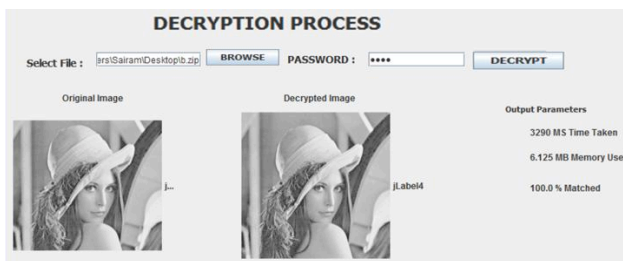 DECRYPTION PROCESS
Select File : ers\Sairam\Desktop\b.zip BROWSE PASSWORD : •••• DECRYPT
Original Image Decrypted Image
Output Parameters
3290 MS Time Taken
6.125 MB Memory Use
j... jLabel4
100.0 % Matched